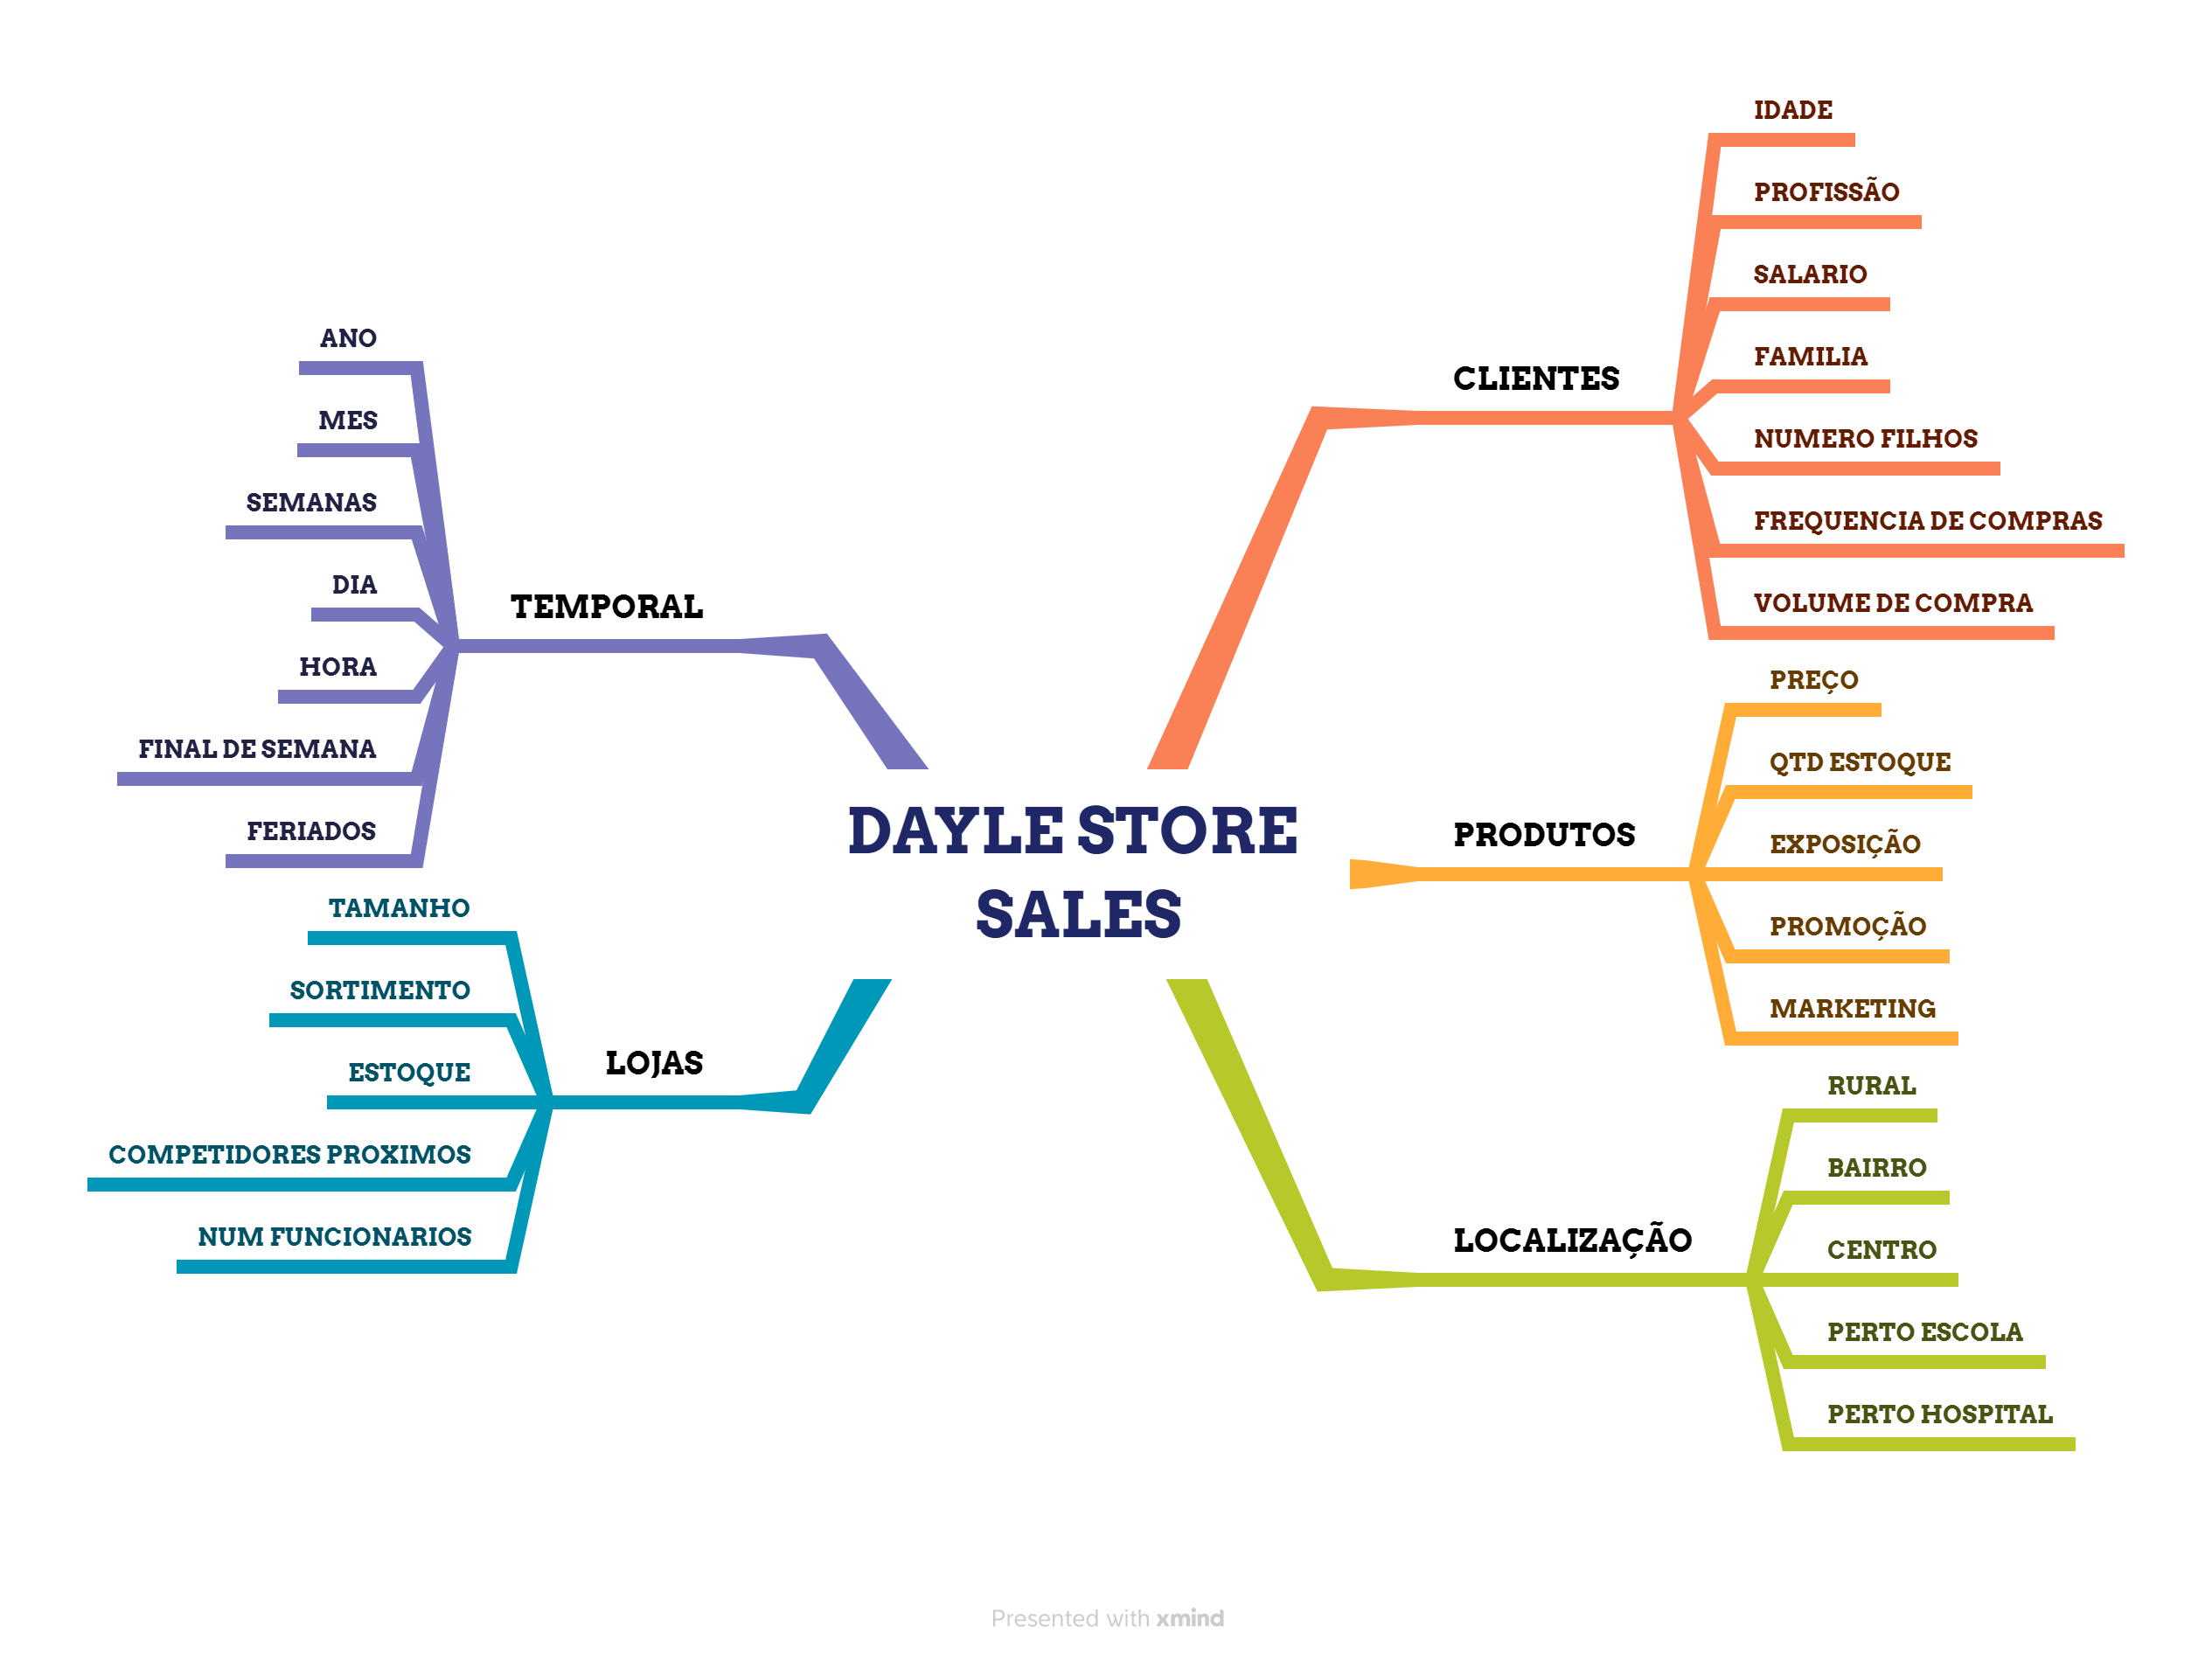 DAYLE STORE
SALES
CLIENTES
IDADE
PROFISSÃO
SALARIO
FAMILIA
NUMERO FILHOS
FREQUENCIA DE COMPRAS
VOLUME DE COMPRA
PRODUTOS
PREÇO
QTD ESTOQUE
EXPOSIÇÃO
PROMOÇÃO
MARKETING
LOCALIZAÇÃO
RURAL
BAIRRO
CENTRO
PERTO ESCOLA
PERTO HOSPITAL
TEMPORAL
ANO
MES
SEMANAS
DIA
HORA
FINAL DE SEMANA
FERIADOS
LOJAS
TAMANHO
SORTIMENTO
ESTOQUE
COMPETIDORES PROXIMOS
NUM FUNCIONARIOS
Presented with xmind